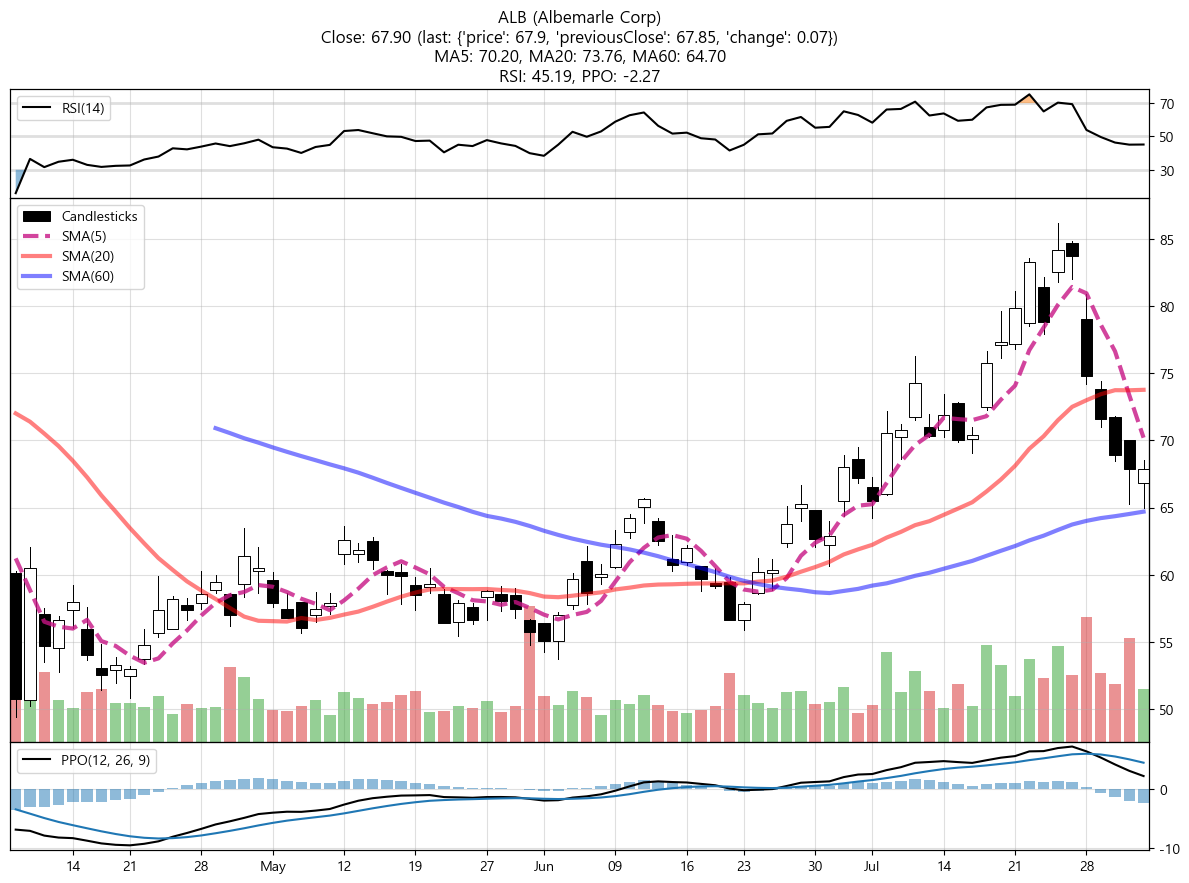 ALB (Albemarle Corp)
Close: 67.90 (last: {'price': 67.9, 'previousClose': 67.85, 'change': 0.07})
MA5: 70.20, MA20: 73.76, MA60: 64.70
RSI: 45.19, PPO: -2.27
RSI(14)
70
50
30
Candlesticks
SMA(5)
SMA(20)
SMA(60)
85
80
75
70
65
60
55
50
PPO(12, 26, 9)
0
-10
14 21 28 May 12 19 27 Jun 09 16 23 30 Jul 14 21 28